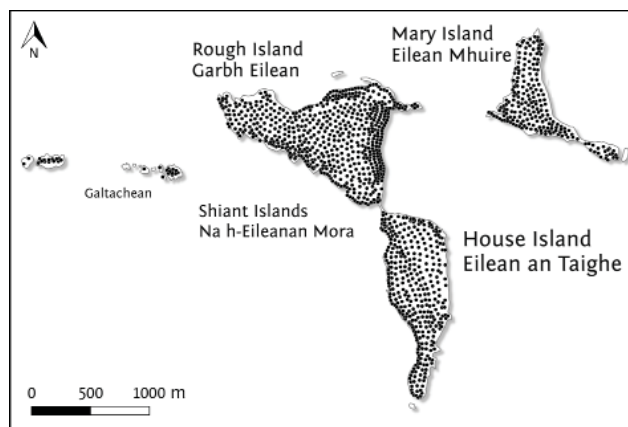 N
Rough Island
Garbh Eilean
Mary Island
Eilean Mhuire
Galtachean
Shiant Islands
Na h-Eileanan Mora
House Island
Eilean an Taighe
0 500 1000 m